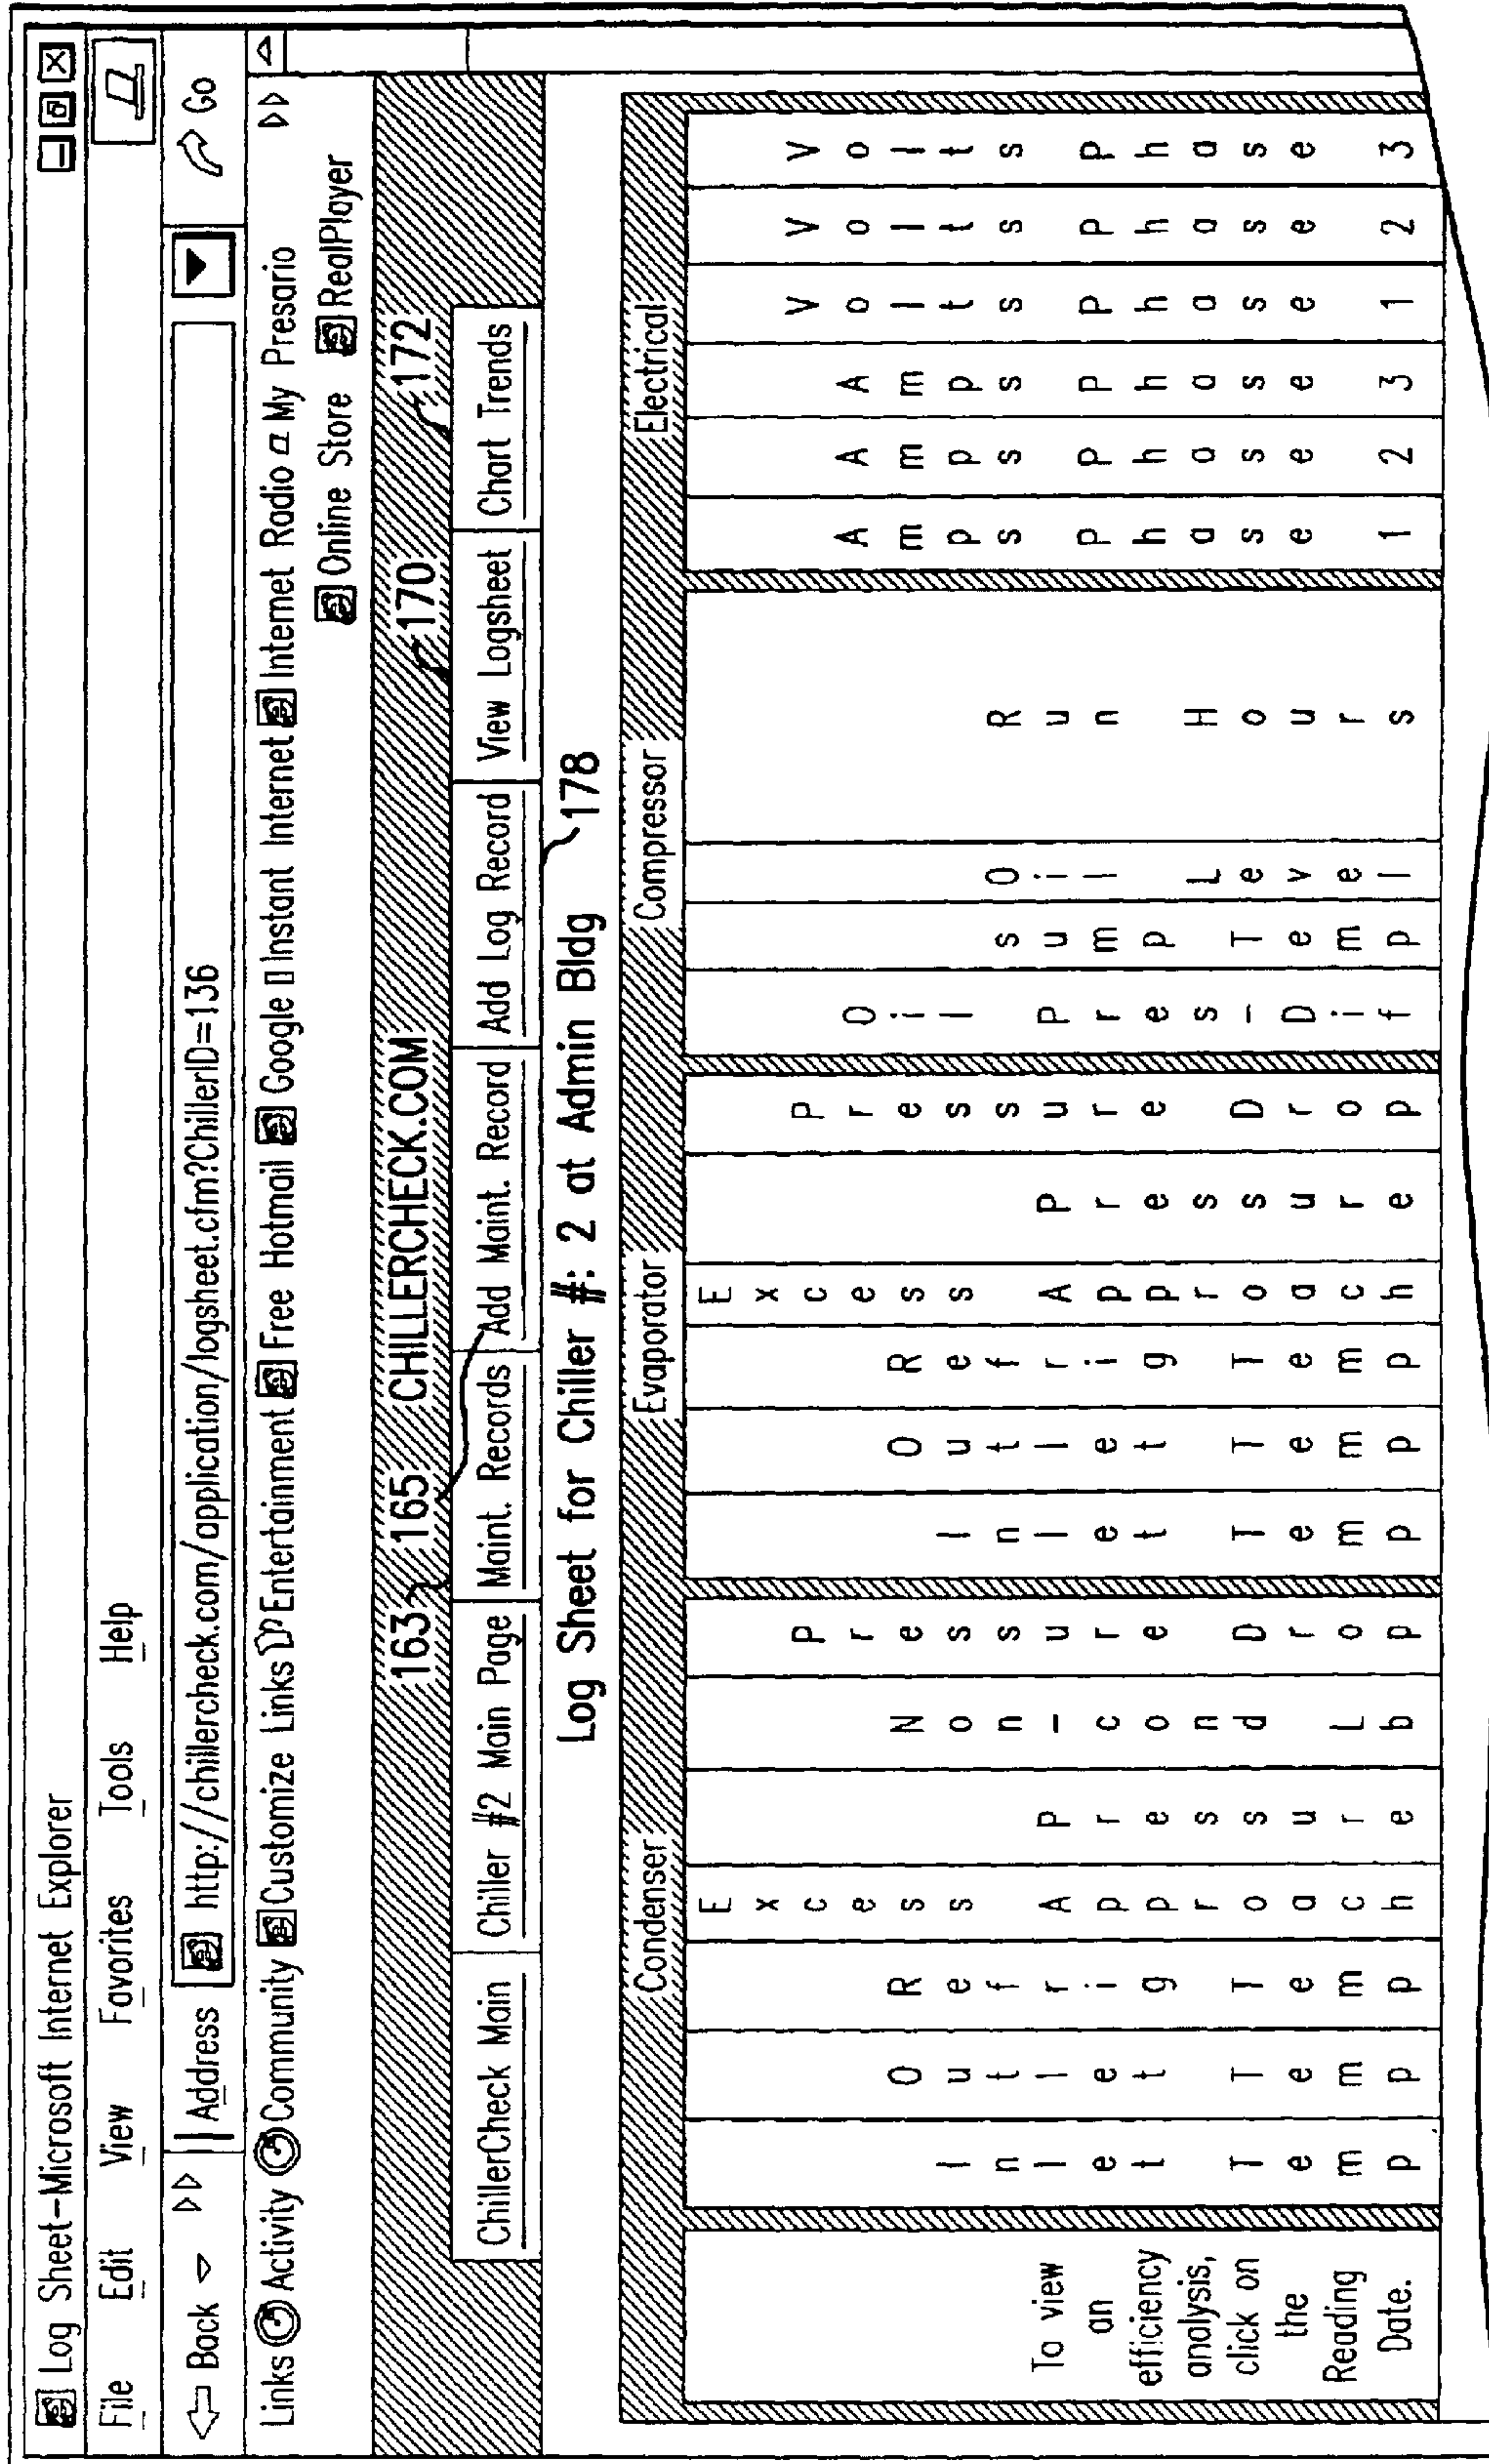 Log Sheet-Microsoft Internet Explorer
File Edit View Favorites Tools Help
Back Address http://chillercheck.com/application/logsheet.cfm?ChillerID=136 Go
Links Activity Community Customize Links Entertainment Free Hotmail Google Instant Internet Internet Radio My Presario
Online Store RealPlayer
163 165 CHILLERCHECK.COM 170 172
ChillerCheck Main Chiller #2 Main Page Maint. Records Add Maint. Record Add Log Record View Logsheet Chart Trends
Log Sheet for Chiller #: 2 at Admin Bldg 178
Condenser Evaporator Compressor Electrical
To view
an
efficiency
analysis,
click on
the
Reading
Date.
Inlet Temp
Outlet Temp
Refrig Temp
Excess Approach
Pressure
Non-cond Lb
Pressure Drop
Inlet Temp
Outlet Temp
Refrig Temp
Excess Approach
Pressure
Pressure Drop
Oil Pres-Dif
sump Temp
Oil Level
Run Hours
Amps Phase 1
Amps Phase 2
Amps Phase 3
Volts Phase 1
Volts Phase 2
Volts Phase 3